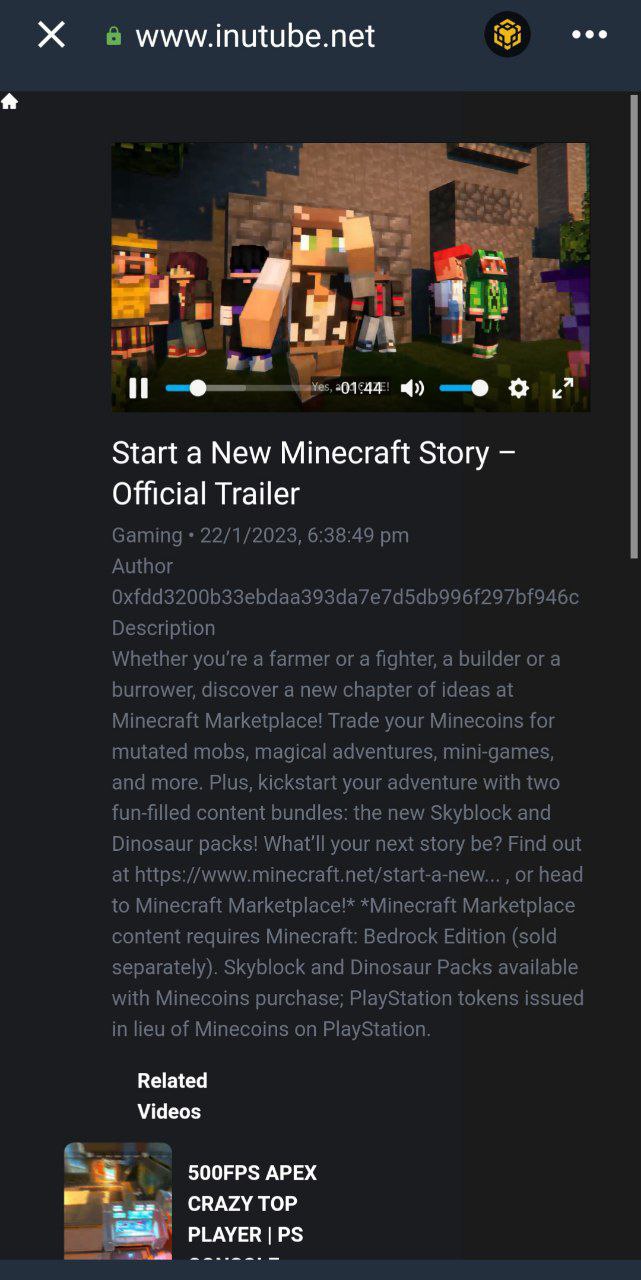 www.inutube.net
-01:44
Start a New Minecraft Story –
Official Trailer
Gaming • 22/1/2023, 6:38:49 pm
Author
0xfdd3200b33ebdaa393da7e7d5db996f297bf946c
Description
Whether you’re a farmer or a fighter, a builder or a
burrower, discover a new chapter of ideas at
Minecraft Marketplace! Trade your Minecoins for
mutated mobs, magical adventures, mini-games,
and more. Plus, kickstart your adventure with two
fun-filled content bundles: the new Skyblock and
Dinosaur packs! What’ll your next story be? Find out
at https://www.minecraft.net/start-a-new... , or head
to Minecraft Marketplace!* *Minecraft Marketplace
content requires Minecraft: Bedrock Edition (sold
separately). Skyblock and Dinosaur Packs available
with Minecoins purchase; PlayStation tokens issued
in lieu of Minecoins on PlayStation.
Related
Videos
500FPS APEX
CRAZY TOP
PLAYER | PS